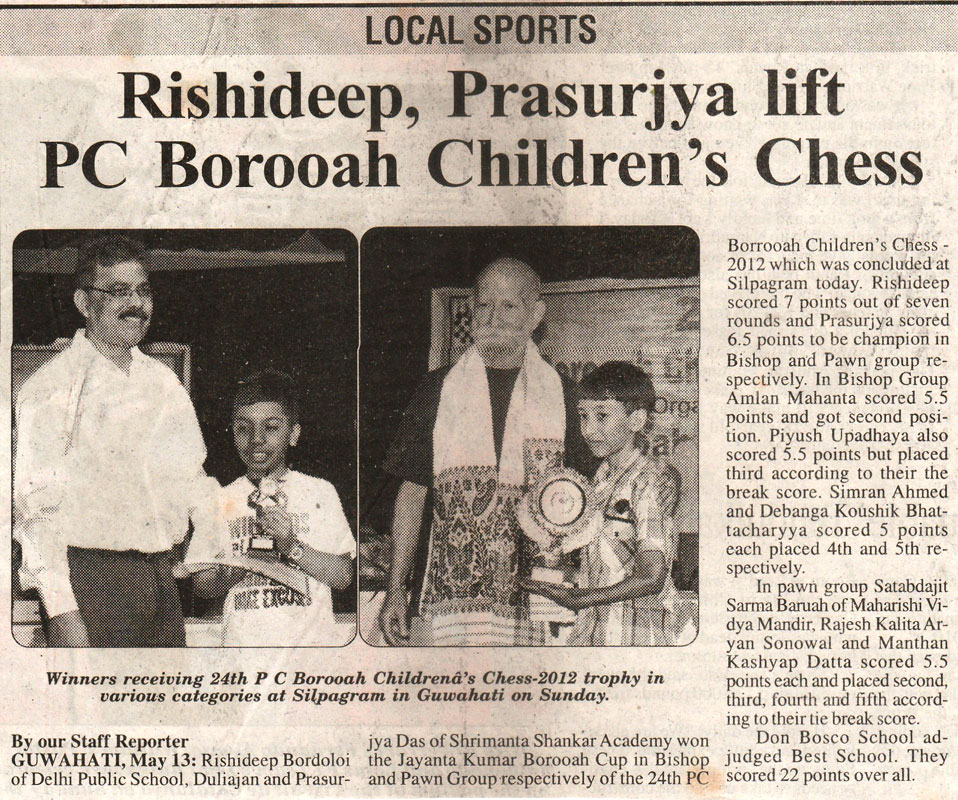 LOCAL SPORTS
Rishideep, Prasurjya lift
PC Borooah Children's Chess
Winners receiving 24th P C Borooah Childrenâ's Chess-2012 trophy in
various categories at Silpagram in Guwahati on Sunday.
By our Staff Reporter
GUWAHATI, May 13: Rishideep Bordoloi
of Delhi Public School, Duliajan and Prasur-
jya Das of Shrimanta Shankar Academy won
the Jayanta Kumar Borooah Cup in Bishop
and Pawn Group respectively of the 24th PC
Borrooah Children's Chess -
2012 which was concluded at
Silpagram today. Rishideep
scored 7 points out of seven
rounds and Prasurjya scored
6.5 points to be champion in
Bishop and Pawn group re-
spectively. In Bishop Group
Amlan Mahanta scored 5.5
points and got second posi-
tion. Piyush Upadhaya also
scored 5.5 points but placed
third according to their the
break score. Simran Ahmed
and Debanga Koushik Bhat-
tacharyya scored 5 points
each placed 4th and 5th re-
spectively.
In pawn group Satabdajit
Sarma Baruah of Maharishi Vi-
dya Mandir, Rajesh Kalita Ar-
yan Sonowal and Manthan
Kashyap Datta scored 5.5
points each and placed second,
third, fourth and fifth accord-
ing to their tie break score.
Don Bosco School ad-
judged Best School. They
scored 22 points over all.